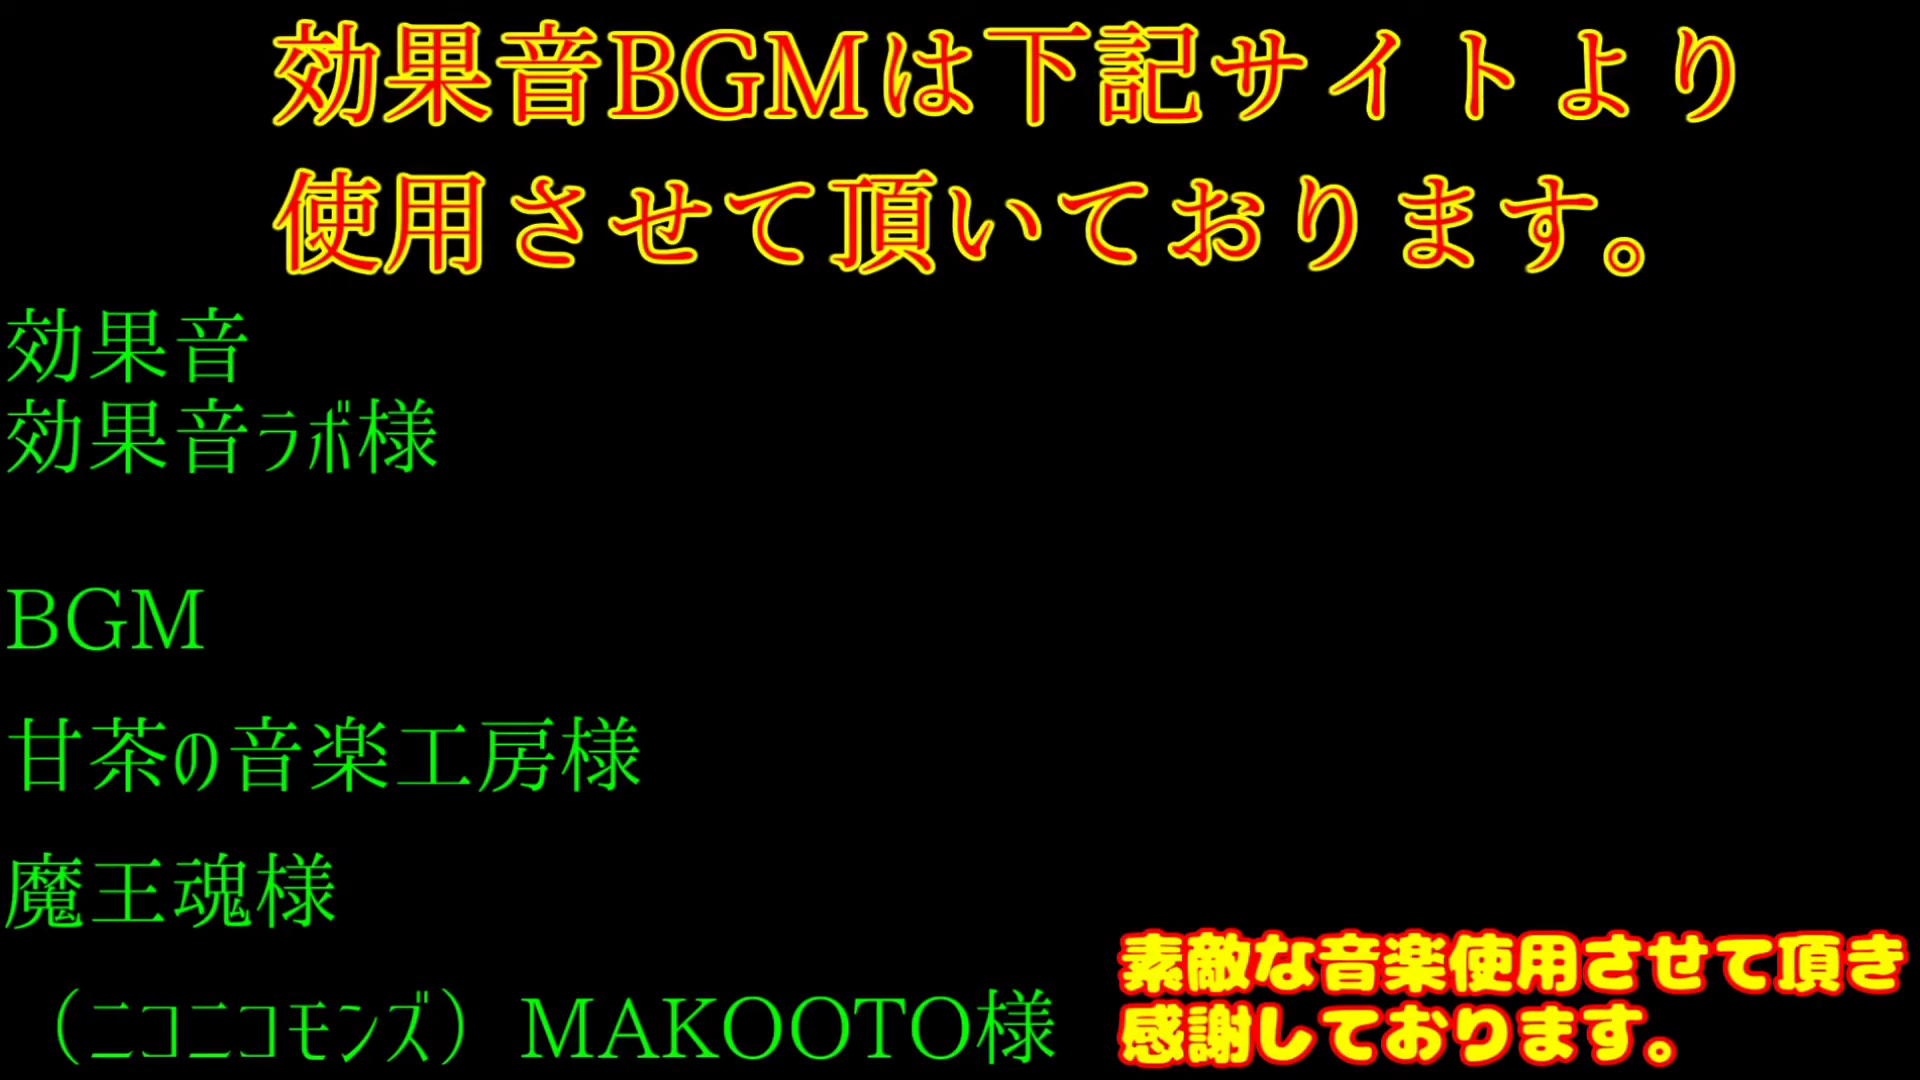 効果音BGMは下記サイトより
使用させて頂いております。
効果音
効果音ラボ様
BGM
甘茶の音楽工房様
魔王魂様
（ニコニコモンズ）MAKOOTO様
素敵な音楽使用させて頂き
感謝しております。